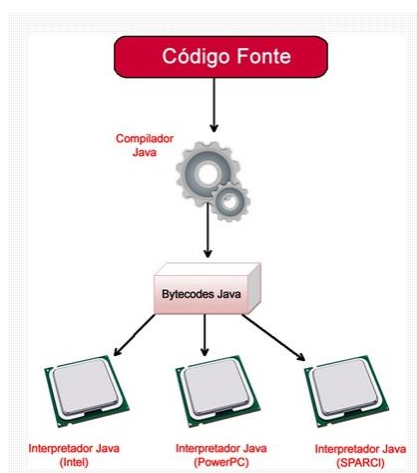 Código Fonte
Compilador
Java
Bytecodes Java
Interpretador Java
(Intel)
Interpretador Java
(PowerPC)
Interpretador Java
(SPARCI)